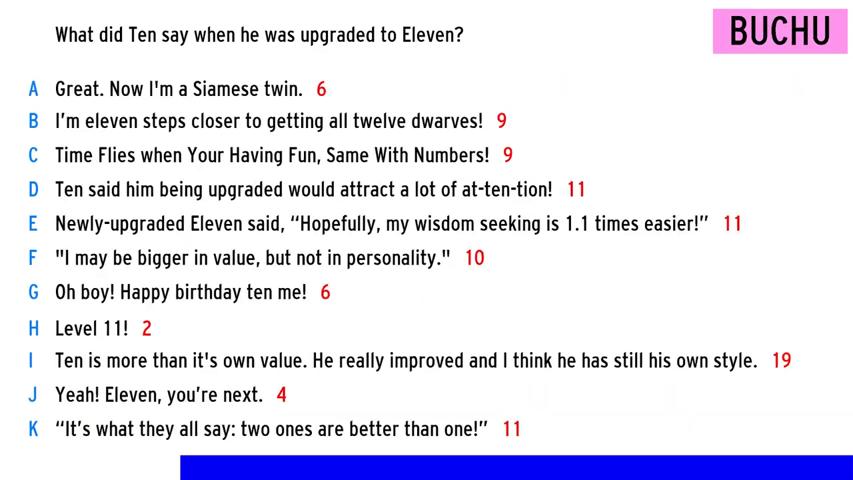 What did Ten say when he was upgraded to Eleven?
BUCHU
A Great. Now I'm a Siamese twin. 6
B I'm eleven steps closer to getting all twelve dwarves! 9
C Time Flies when Your Having Fun, Same With Numbers! 9
D Ten said him being upgraded would attract a lot of at-ten-tion! 11
E Newly-upgraded Eleven said, “Hopefully, my wisdom seeking is 1.1 times easier!” 11
F "I may be bigger in value, but not in personality." 10
G Oh boy! Happy birthday ten me! 6
H Level 11! 2
I Ten is more than it's own value. He really improved and I think he has still his own style. 19
J Yeah! Eleven, you’re next. 4
K “It’s what they all say: two ones are better than one!” 11